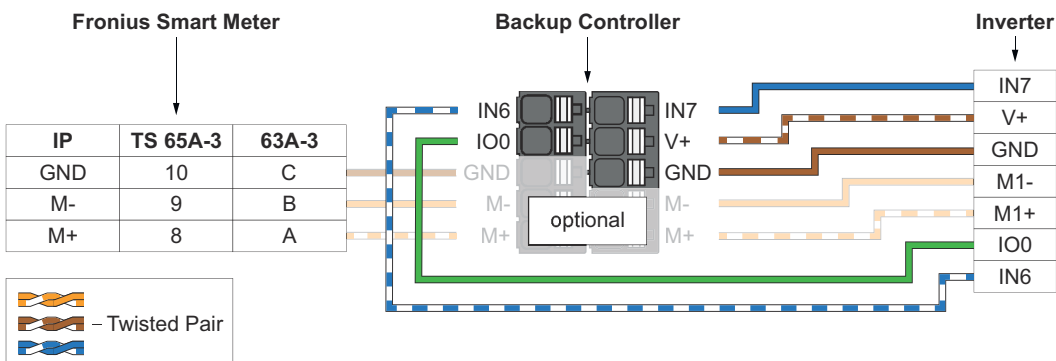 Fronius Smart Meter
Backup Controller
Inverter
IP TS 65A-3 63A-3
GND 10 C
M- 9 B
M+ 8 A
IN6 IN7
IO0 V+
GND GND
M- M-
M+ M+
optional
IN7
V+
GND
M1-
M1+
IO0
IN6
– Twisted Pair